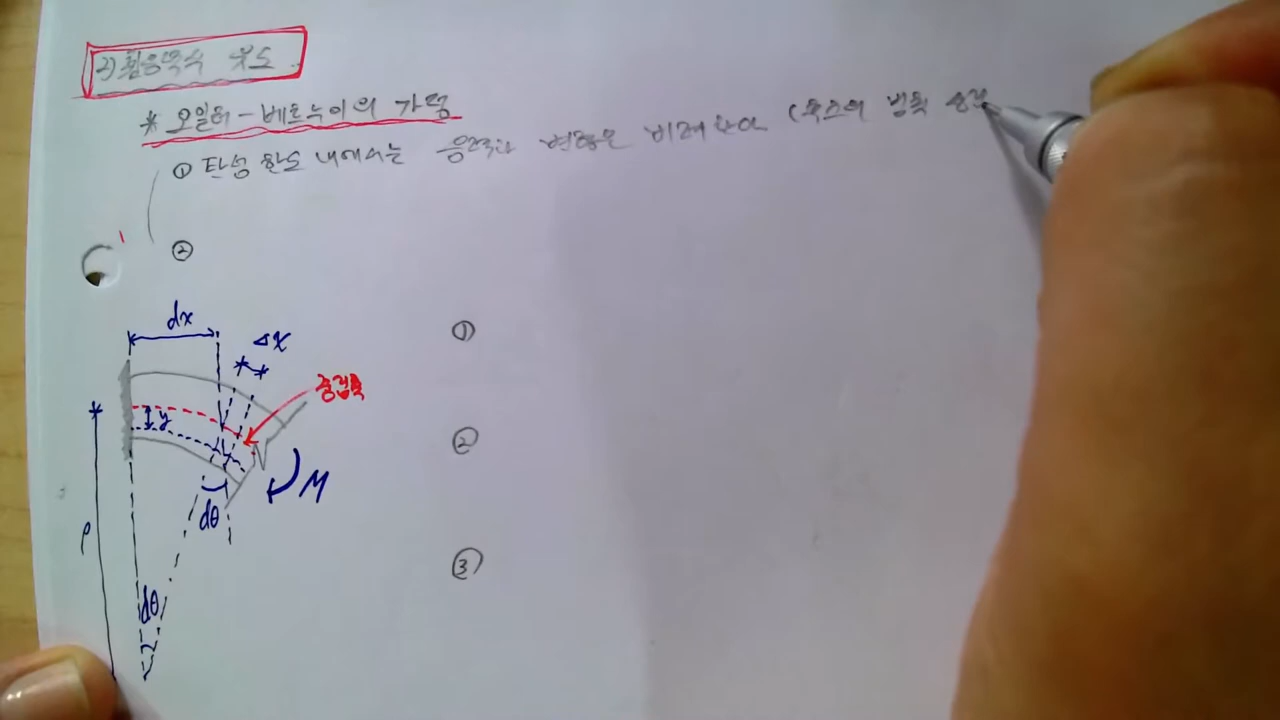 2) 휨응력식 유도
* 오일러-베르누이의 가정
① 탄성 한도 내에서는 응력과 변형은 비례한다 (훅스의 법칙
②
dx
Δx
중립축
y
M
ρ
dθ
dθ
①
②
③